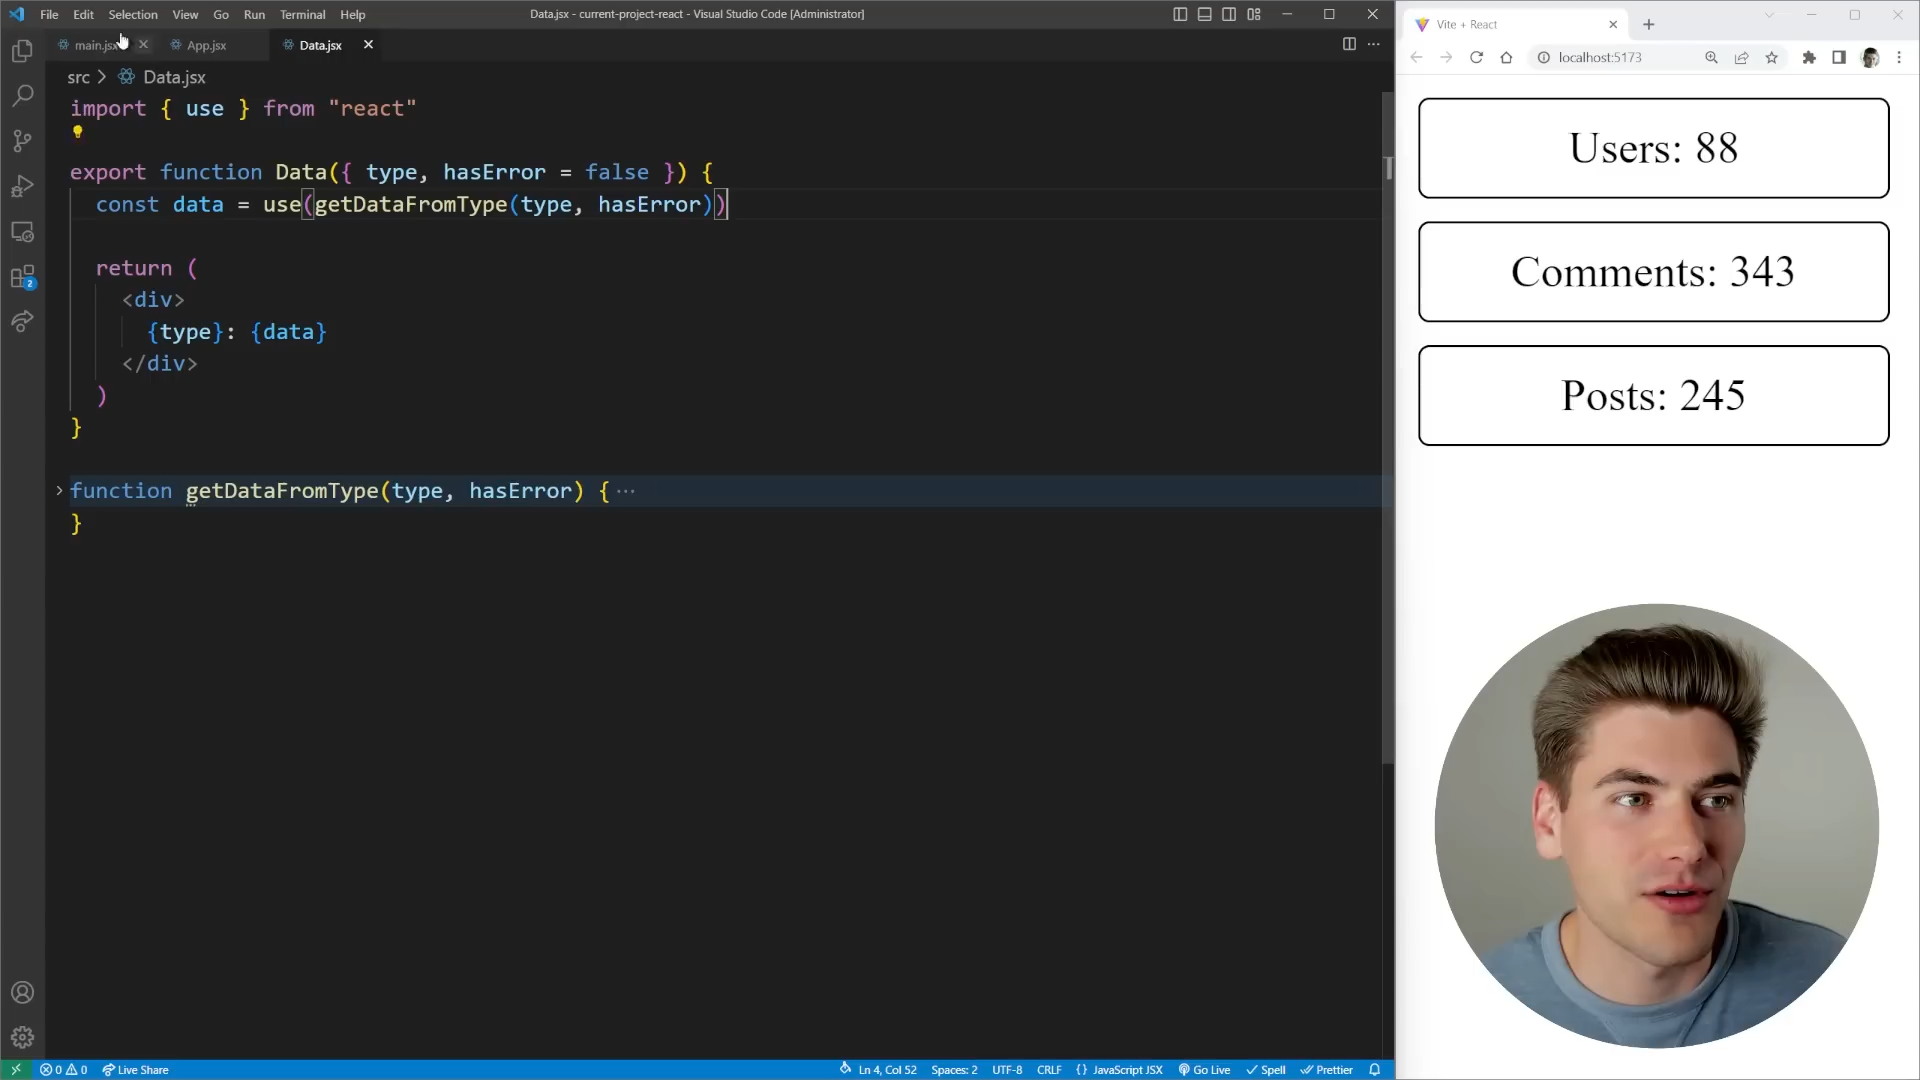 File Edit Selection View Go Run Terminal Help
Data.jsx - current-project-react - Visual Studio Code [Administrator]
main.jsx
App.jsx
Data.jsx
src > Data.jsx
import { use } from "react"
export function Data({ type, hasError = false }) {
const data = use(getDataFromType(type, hasError))
return (
<div>
{type}: {data}
</div>
)
}
function getDataFromType(type, hasError) { ···
}
2
0 0 Live Share
Ln 4, Col 52 Spaces: 2 UTF-8 CRLF {} JavaScript JSX Go Live Spell Prettier
Vite + React
localhost:5173
Users: 88
Comments: 343
Posts: 245